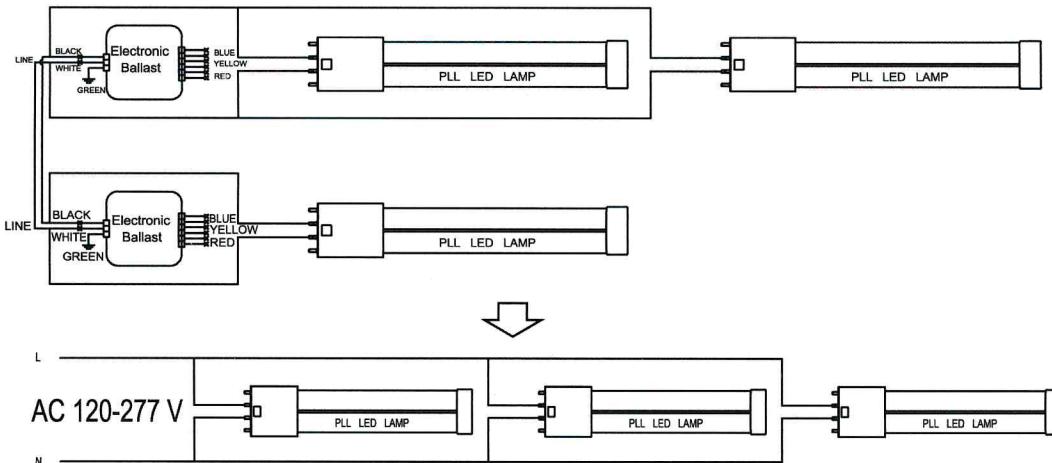 LINE
BLACK
WHITE
GREEN
Electronic
Ballast
BLUE
YELLOW
RED
PLL LED LAMP
PLL LED LAMP
LINE
BLACK
WHITE
GREEN
Electronic
Ballast
BLUE
YELLOW
RED
PLL LED LAMP
L
AC 120-277 V
N
PLL LED LAMP
PLL LED LAMP
PLL LED LAMP